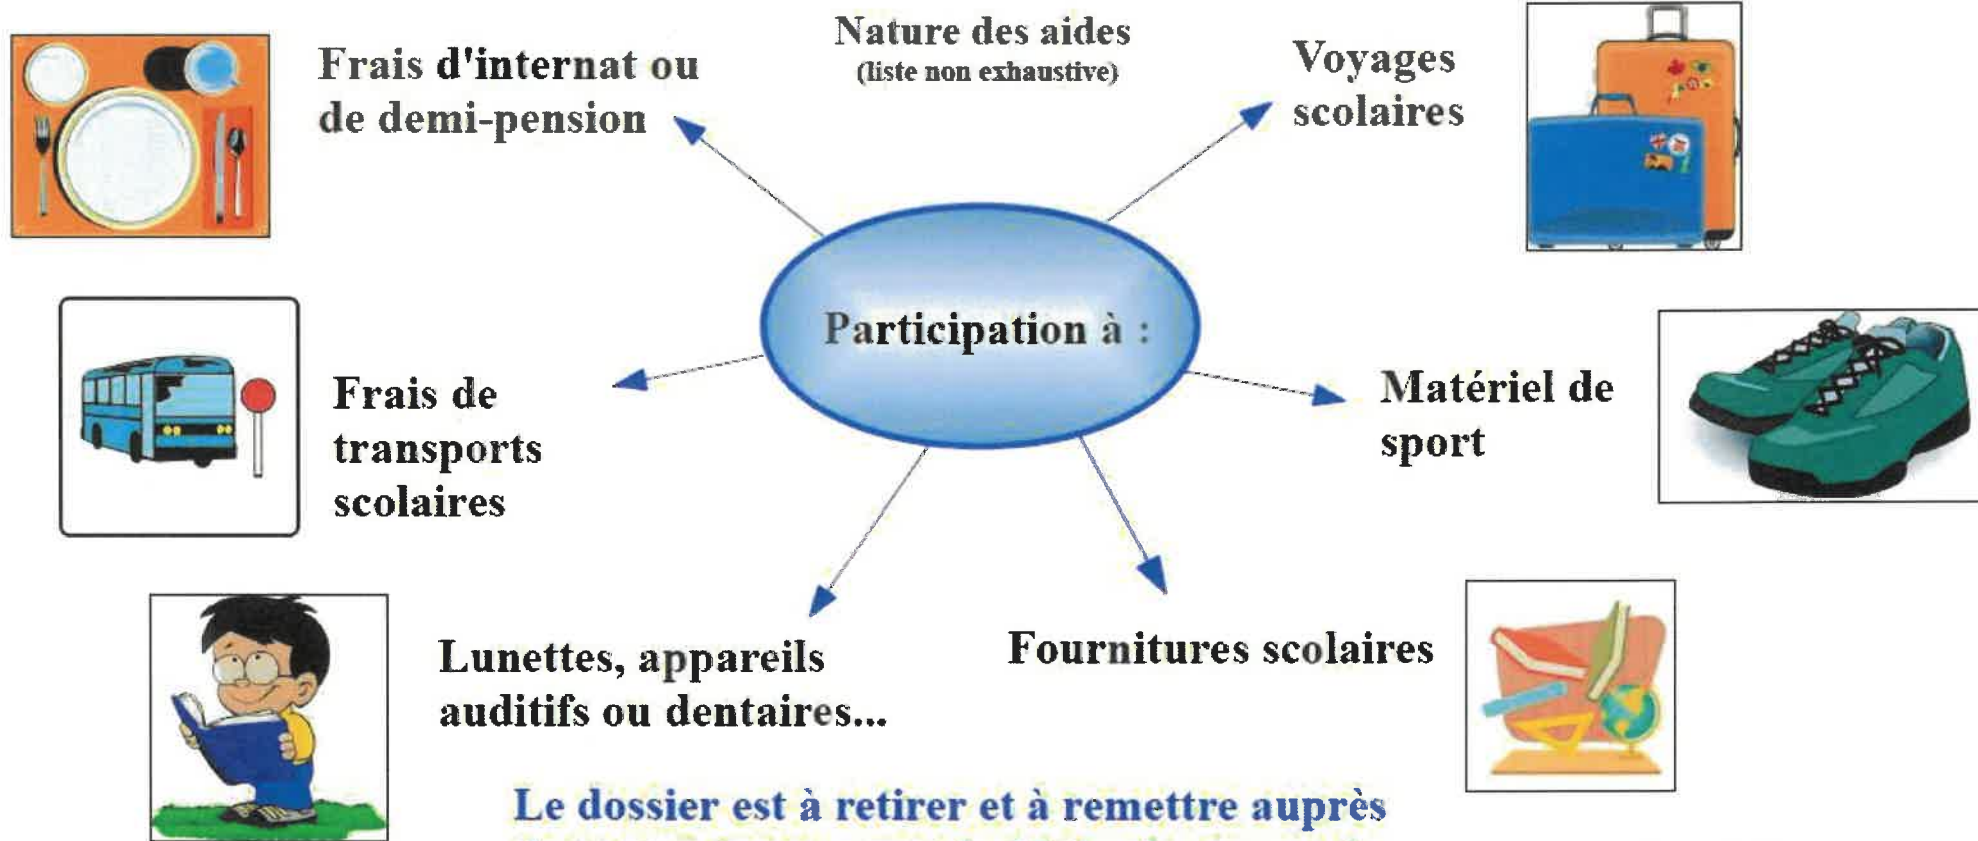 Nature des aides
(liste non exhaustive)
Frais d'internat ou
de demi-pension
Voyages
scolaires
Participation à :
Frais de
transports
scolaires
Matériel de
sport
Lunettes, appareils
auditifs ou dentaires...
Fournitures scolaires
Le dossier est à retirer et à remettre auprès